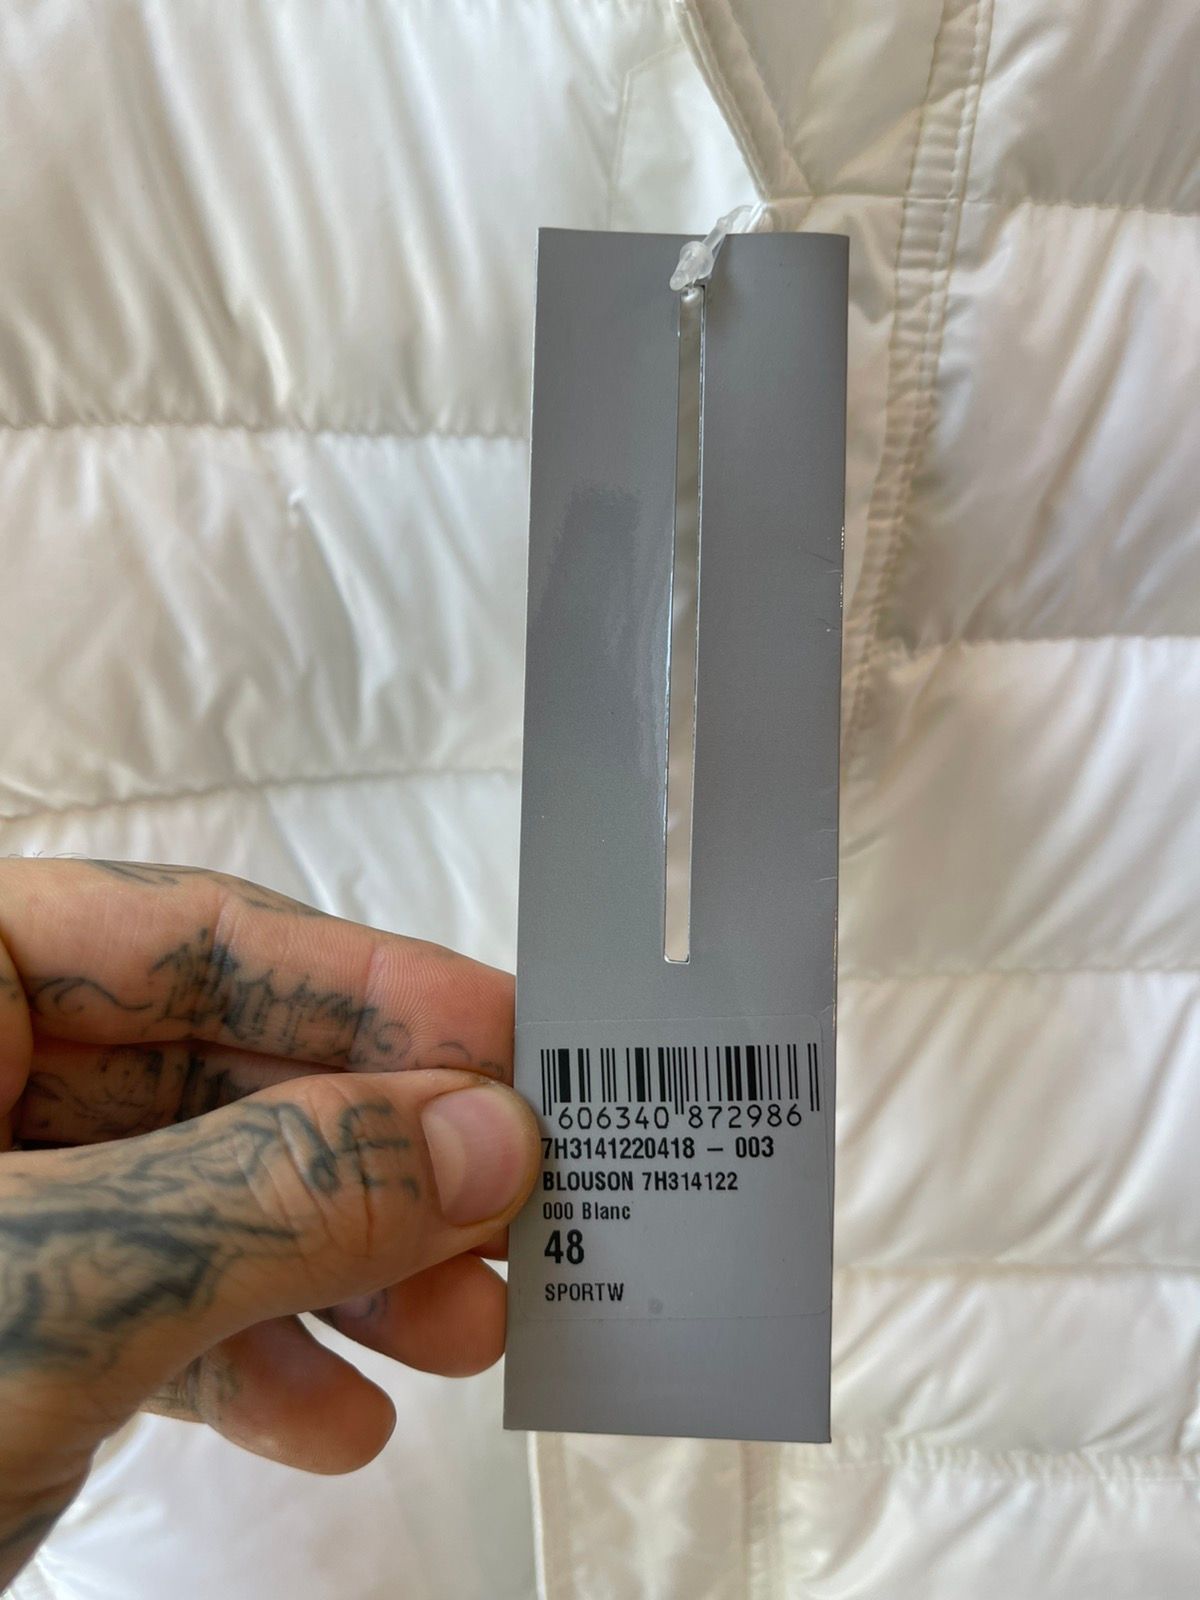 606340 872986
7H3141220418 – 003
BLOUSON 7H314122
000 Blanc
48
SPORTW